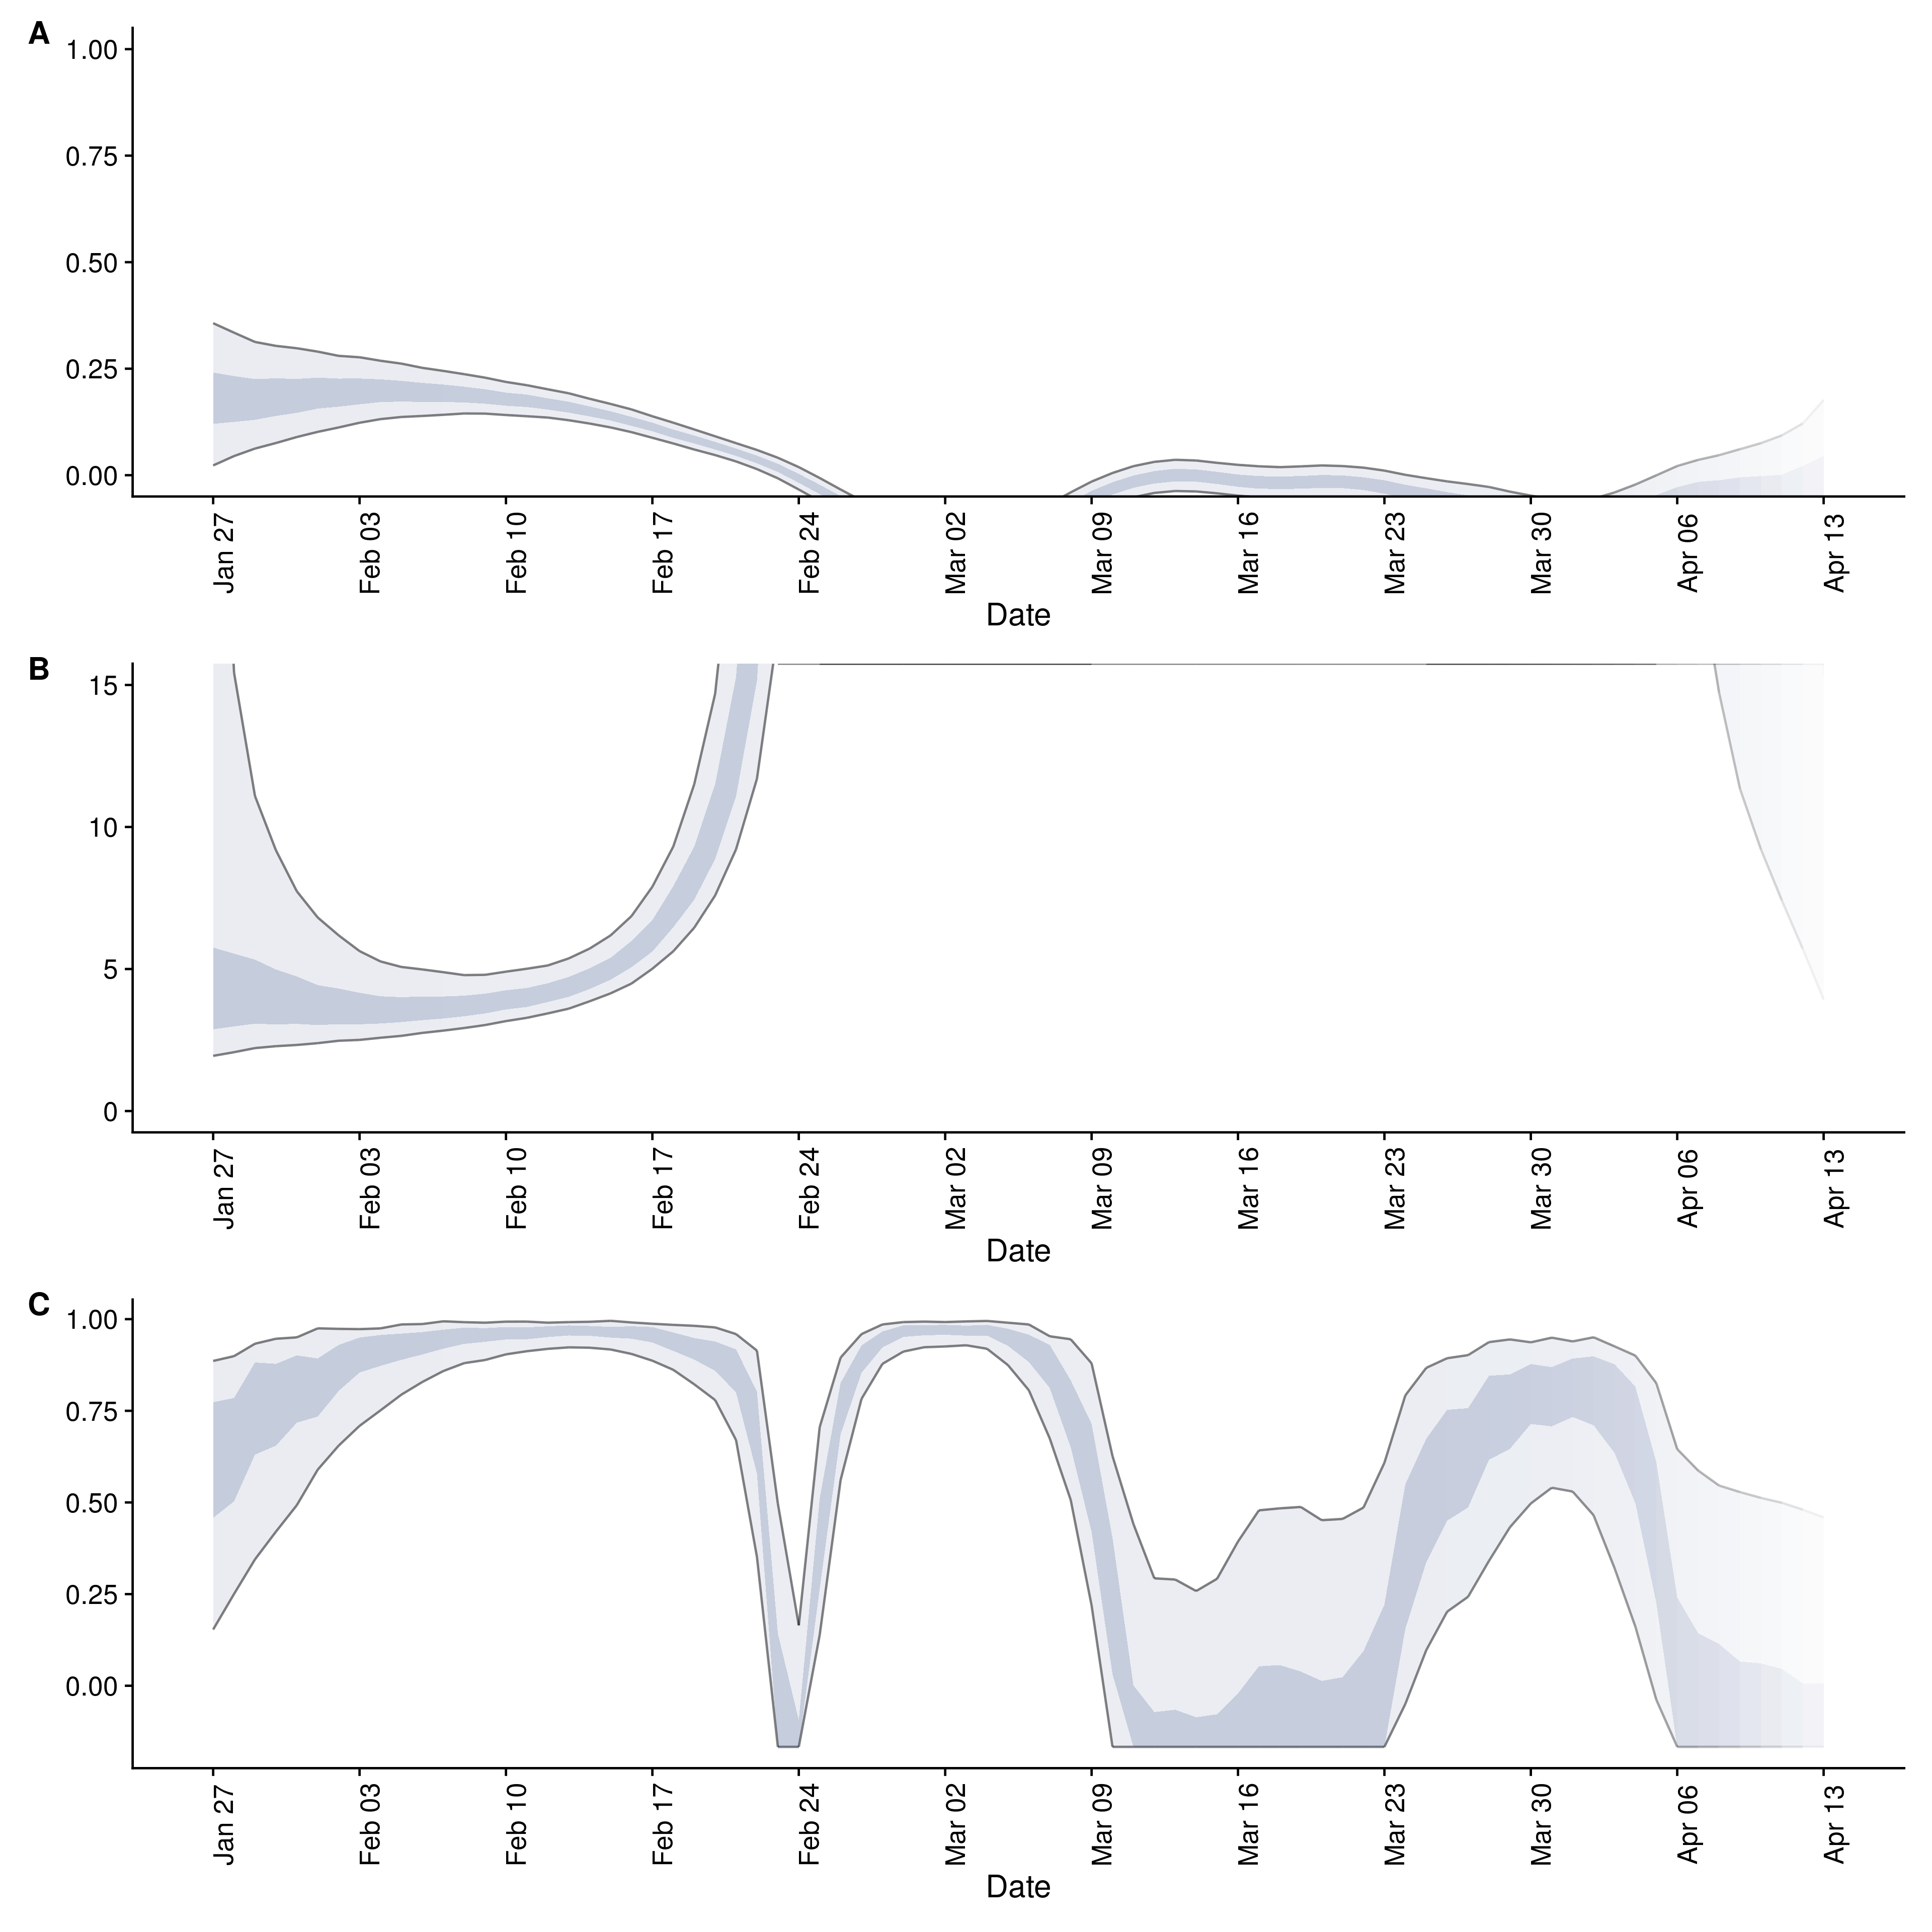 A
1.00
0.75
0.50
0.25
0.00
Jan 27
Feb 03
Feb 10
Feb 17
Feb 24
Mar 02
Mar 09
Mar 16
Mar 23
Mar 30
Apr 06
Apr 13
Date
B
15
10
5
0
Jan 27
Feb 03
Feb 10
Feb 17
Feb 24
Mar 02
Mar 09
Mar 16
Mar 23
Mar 30
Apr 06
Apr 13
Date
C
1.00
0.75
0.50
0.25
0.00
Jan 27
Feb 03
Feb 10
Feb 17
Feb 24
Mar 02
Mar 09
Mar 16
Mar 23
Mar 30
Apr 06
Apr 13
Date